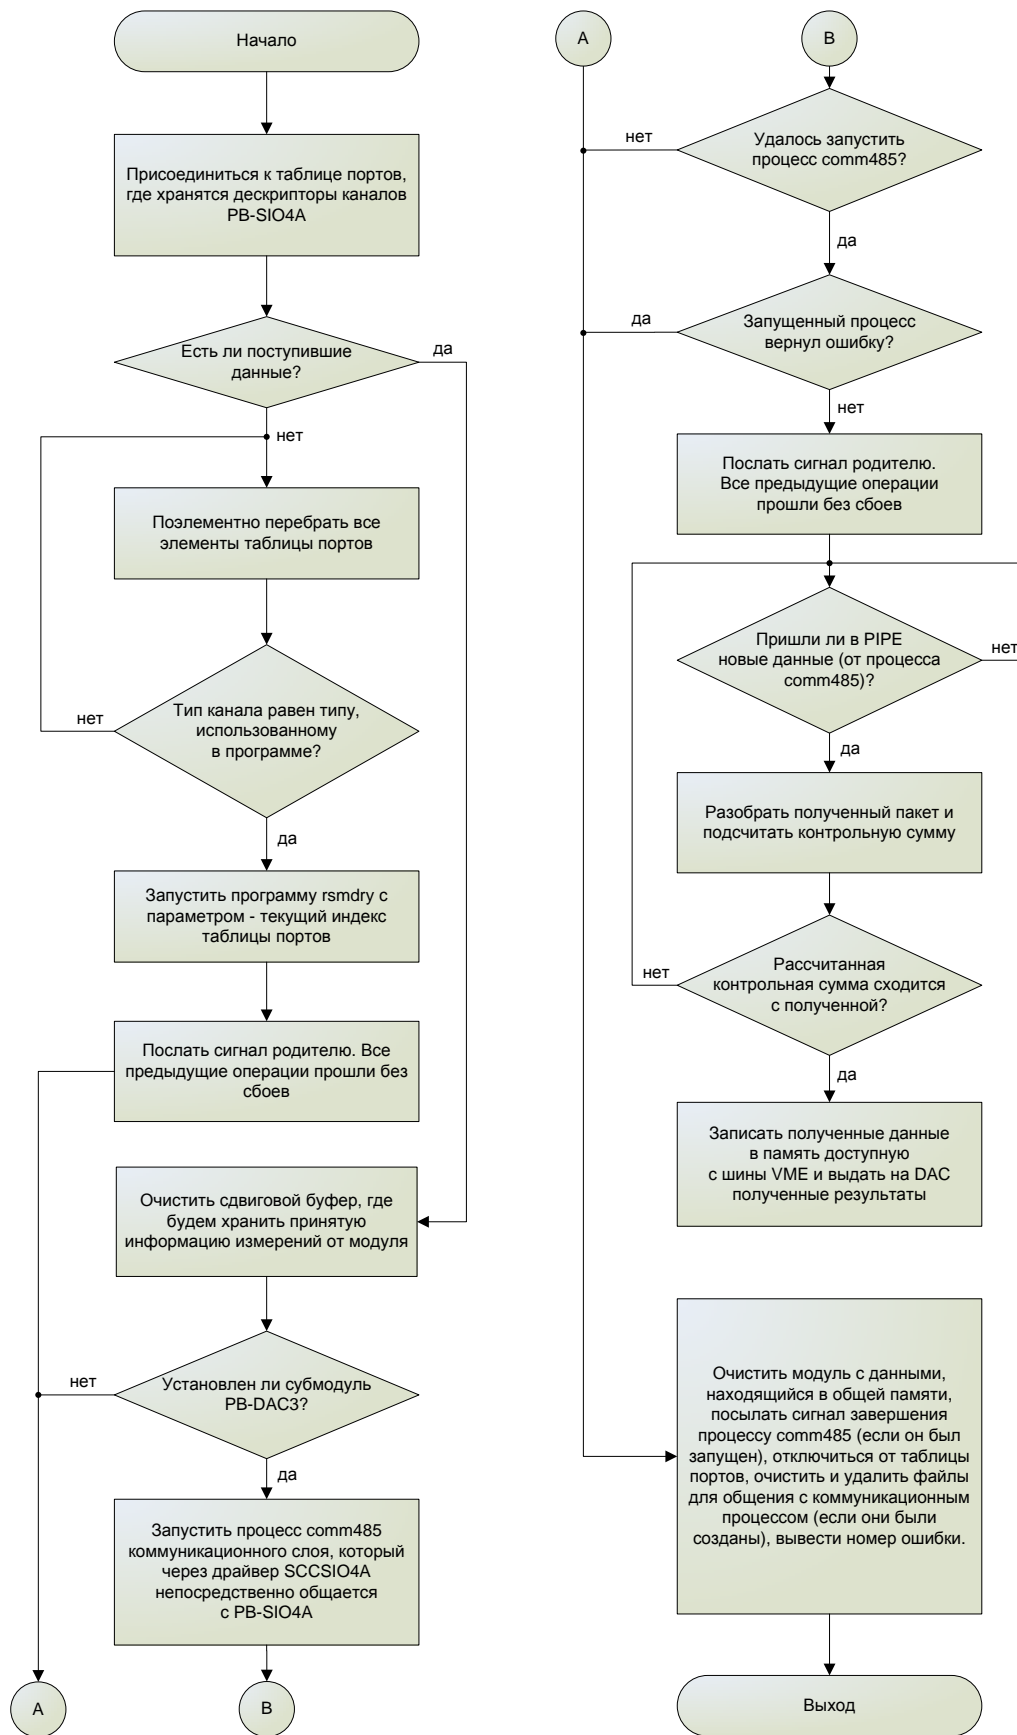 Начало
Присоединиться к таблице портов,
где хранятся дескрипторы каналов
PB-SIO4A
Есть ли поступившие
данные?
да
нет
Поэлементно перебрать все
элементы таблицы портов
Тип канала равен типу,
использованному
в программе?
нет
да
Запустить программу rsmdry с
параметром - текущий индекс
таблицы портов
Послать сигнал родителю. Все
предыдущие операции прошли без
сбоев
Очистить сдвиговой буфер, где
будем хранить принятую
информацию измерений от модуля
Установлен ли субмодуль
PB-DAC3?
нет
да
Запустить процесс comm485
коммуникационного слоя, который
через драйвер SCCSIO4A
непосредственно общается
с PB-SIO4A
A
B
A
B
Удалось запустить
процесс comm485?
нет
да
Запущенный процесс
вернул ошибку?
да
нет
Послать сигнал родителю.
Все предыдущие операции
прошли без сбоев
Пришли ли в PIPE
новые данные (от процесса
comm485)?
нет
да
Разобрать полученный пакет и
подсчитать контрольную сумму
Рассчитанная
контрольная сумма сходится
с полученной?
нет
да
Записать полученные данные
в память доступную
с шины VME и выдать на DAC
полученные результаты
Очистить модуль с данными,
находящийся в общей памяти,
посылать сигнал завершения
процессу comm485 (если он был
запущен), отключиться от таблицы
портов, очистить и удалить файлы
для общения с коммуникационным
процессом (если они были
созданы), вывести номер ошибки.
Выход